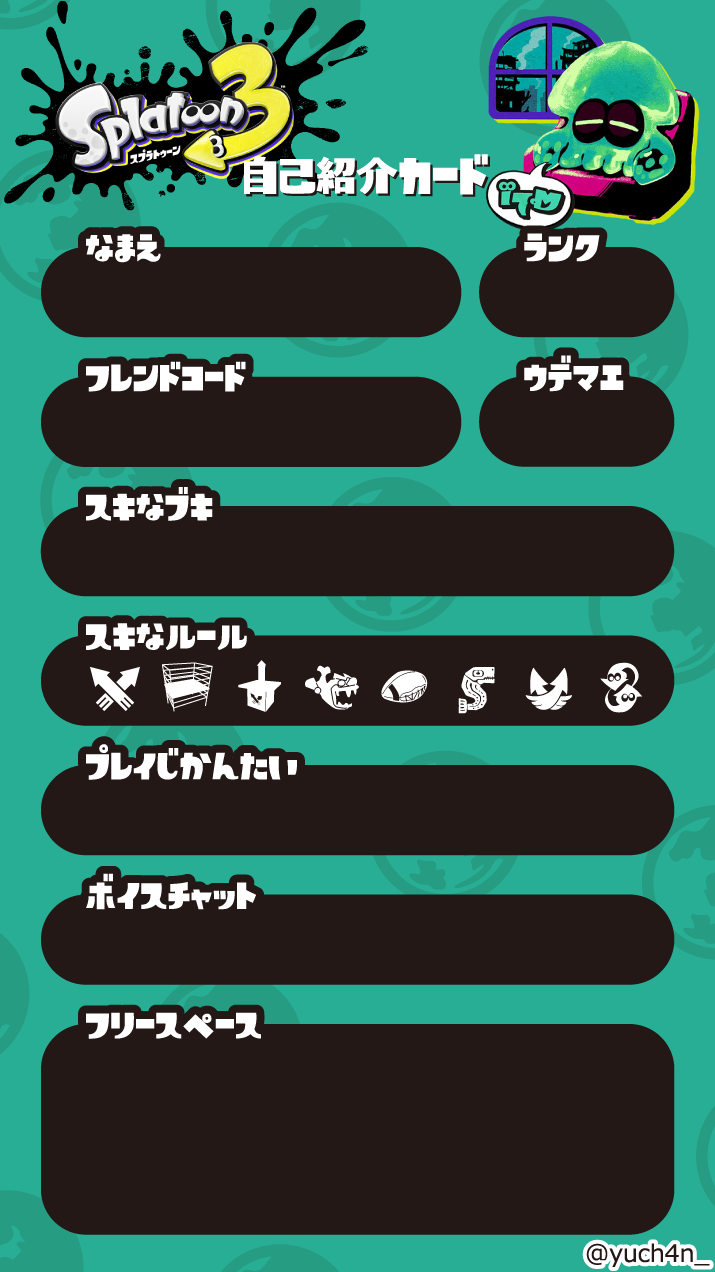 Splatoon 3
スプラトゥーン
自己紹介カード
なまえ
ランク
フレンドコード
ウデマエ
スキなブキ
スキなルール
プレイじかんたい
ボイスチャット
フリースペース
@yuch4n_